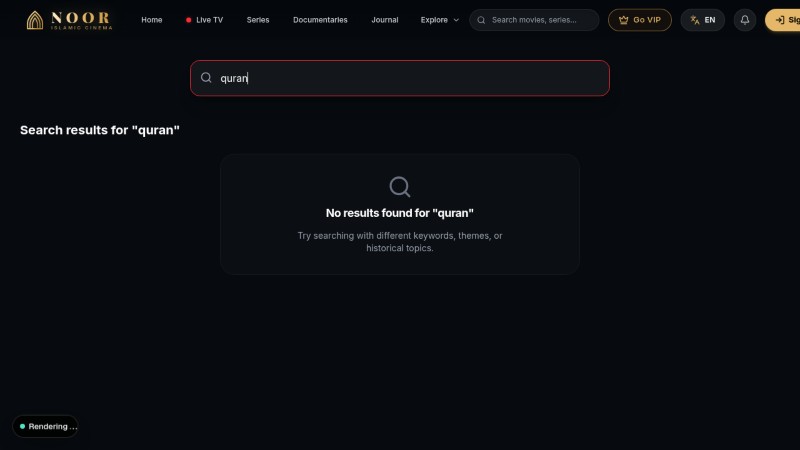 NOOR
ISLAMIC CINEMA
Home
Live TV
Series
Documentaries
Journal
Explore
Search movies, series...
Go VIP
EN
Sig
quran
Search results for "quran"
No results found for "quran"
Try searching with different keywords, themes, or
historical topics.
Rendering ...